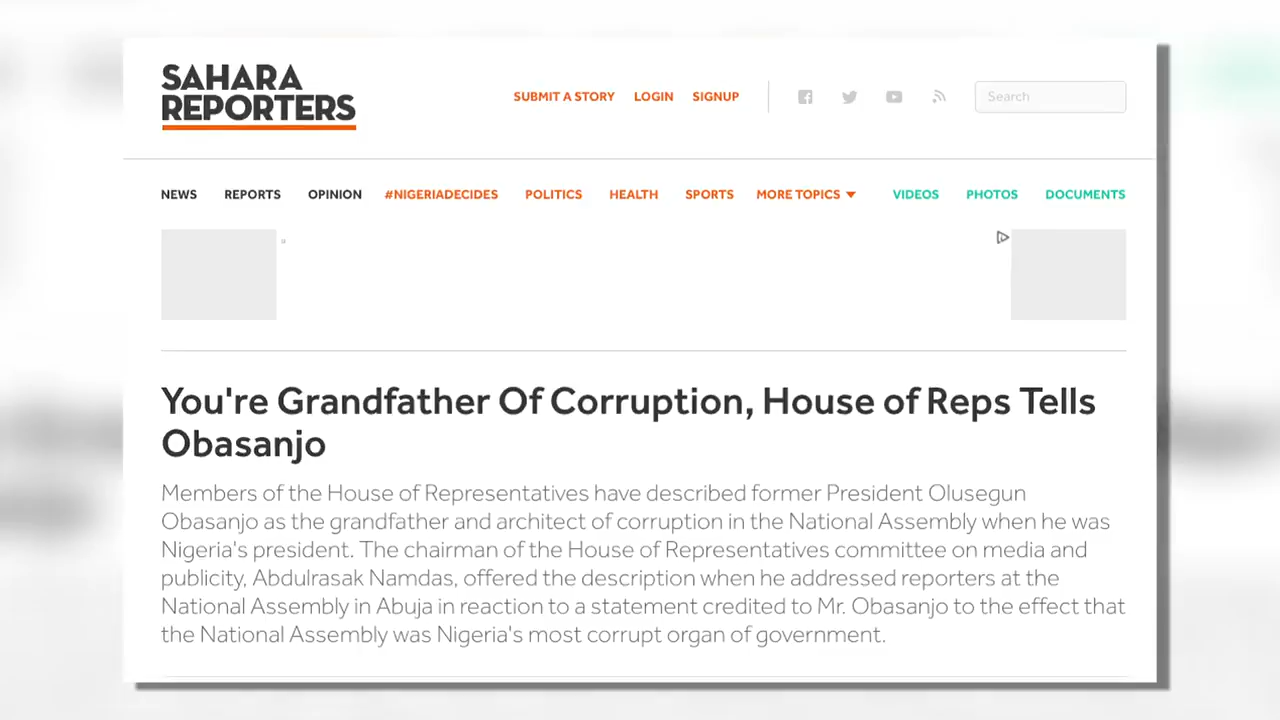 SAHARA
REPORTERS
SUBMIT A STORY LOGIN SIGNUP Search
NEWS REPORTS OPINION #NIGERIADECIDES POLITICS HEALTH SPORTS MORE TOPICS VIDEOS PHOTOS DOCUMENTS
You're Grandfather Of Corruption, House of Reps Tells
Obasanjo
Members of the House of Representatives have described former President Olusegun
Obasanjo as the grandfather and architect of corruption in the National Assembly when he was
Nigeria's president. The chairman of the House of Representatives committee on media and
publicity, Abdulrasak Namdas, offered the description when he addressed reporters at the
National Assembly in Abuja in reaction to a statement credited to Mr. Obasanjo to the effect that
the National Assembly was Nigeria's most corrupt organ of government.